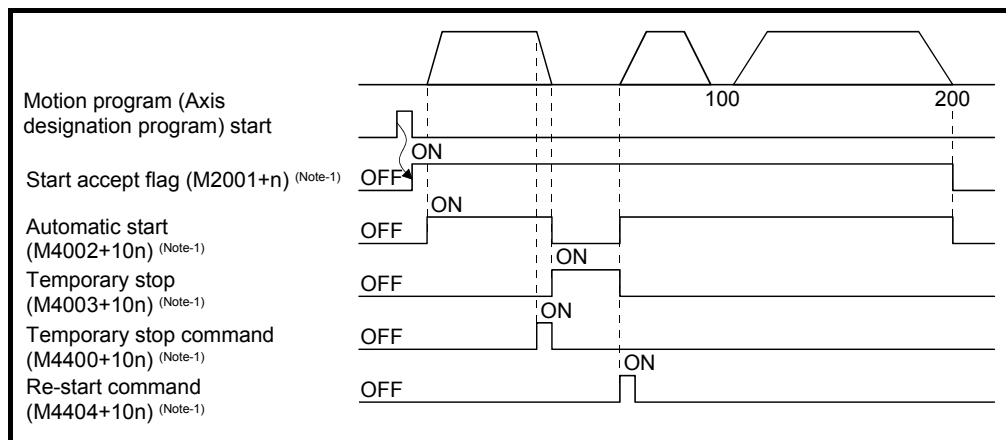 100 200
Motion program (Axis
designation program) start
ON
Start accept flag (M2001+n) (Note-1) OFF
ON
Automatic start
(M4002+10n) (Note-1) OFF
ON
Temporary stop
(M4003+10n) (Note-1) OFF
ON
Temporary stop command
(M4400+10n) (Note-1) OFF
ON
Re-start command
(M4404+10n) (Note-1) OFF